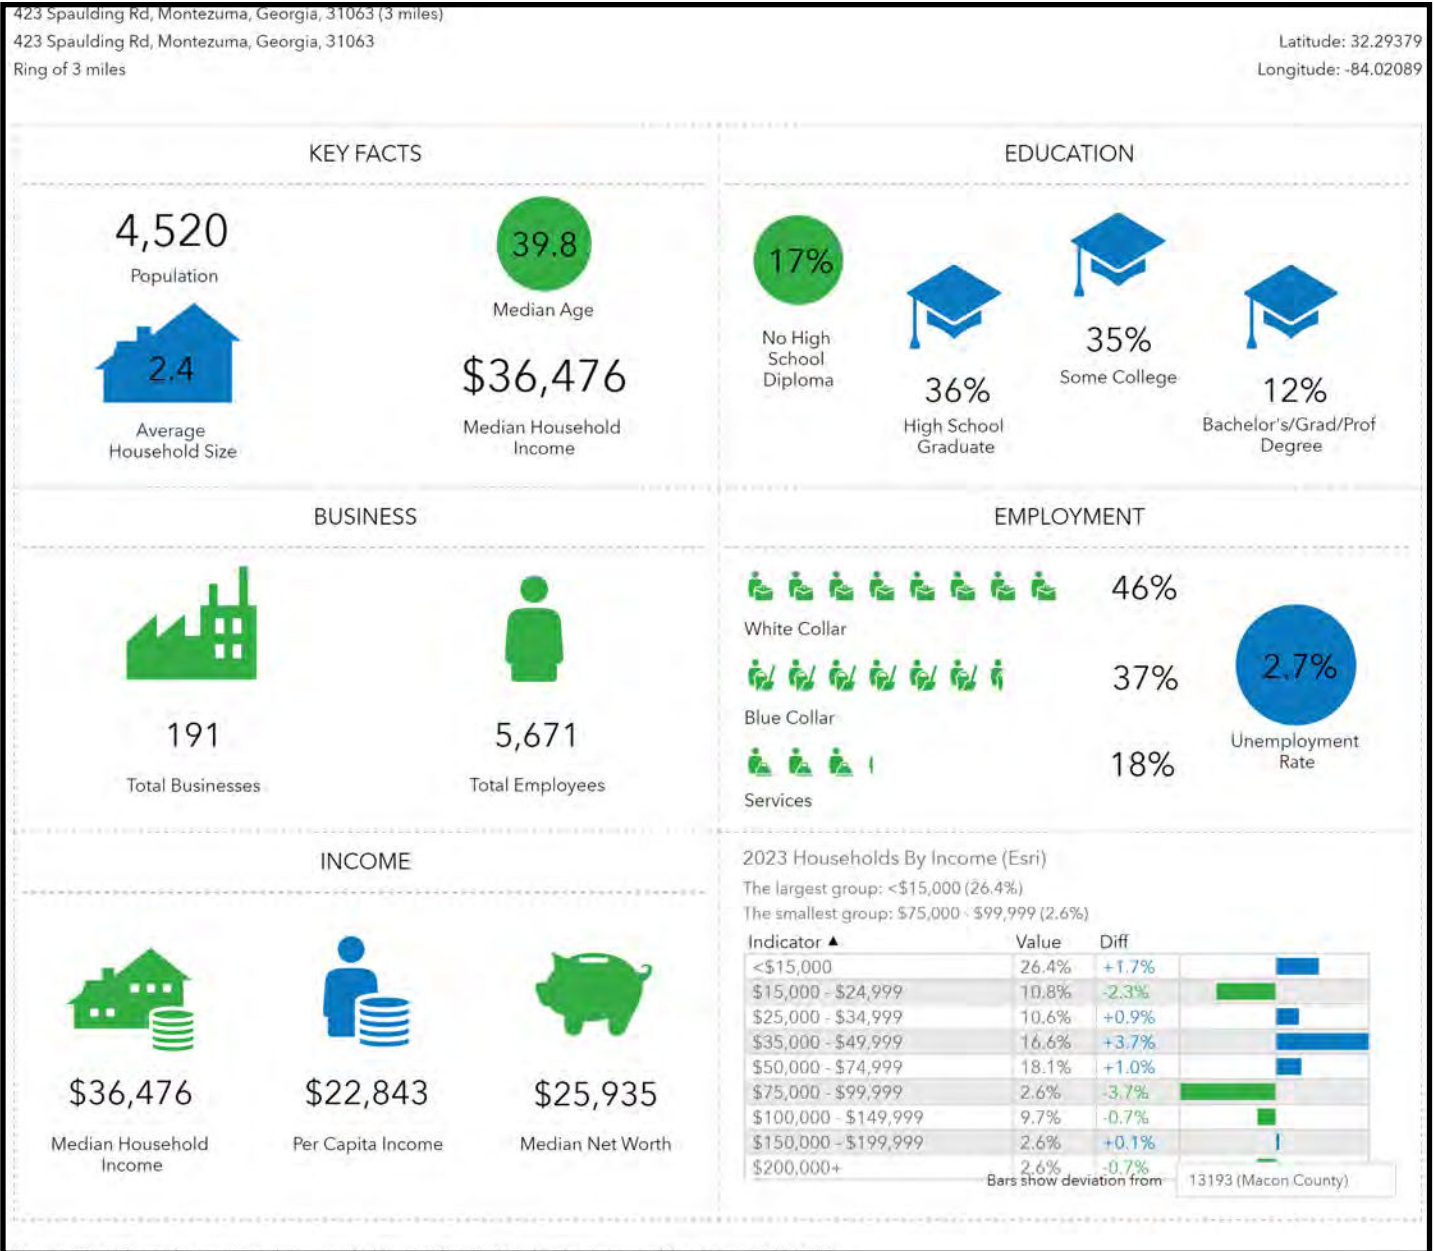 423 Spaulding Rd, Montezuma, Georgia, 31063 (3 miles)
423 Spaulding Rd, Montezuma, Georgia, 31063
Ring of 3 miles
Latitude: 32.29379
Longitude: -84.02089
KEY FACTS
4,520
Population
39.8
Median Age
2.4
Average
Household Size
$36,476
Median Household
Income
EDUCATION
17%
No High
School
Diploma
36%
High School
Graduate
35%
Some College
12%
Bachelor's/Grad/Prof
Degree
BUSINESS
191
Total Businesses
5,671
Total Employees
EMPLOYMENT
46%
White Collar
37%
Blue Collar
18%
Services
2.7%
Unemployment
Rate
INCOME
$36,476
Median Household
Income
$22,843
Per Capita Income
$25,935
Median Net Worth
2023 Households By Income (Esri)
The largest group: <$15,000 (26.4%)
The smallest group: $75,000 - $99,999 (2.6%)
Indicator ▲ Value Diff
<$15,000 26.4% +1.7%
$15,000 - $24,999 10.8% -2.3%
$25,000 - $34,999 10.6% +0.9%
$35,000 - $49,999 16.6% +3.7%
$50,000 - $74,999 18.1% +1.0%
$75,000 - $99,999 2.6% -3.7%
$100,000 - $149,999 9.7% -0.7%
$150,000 - $199,999 2.6% +0.1%
$200,000+ 2.6% -0.7%
Bars show deviation from 13193 (Macon County)